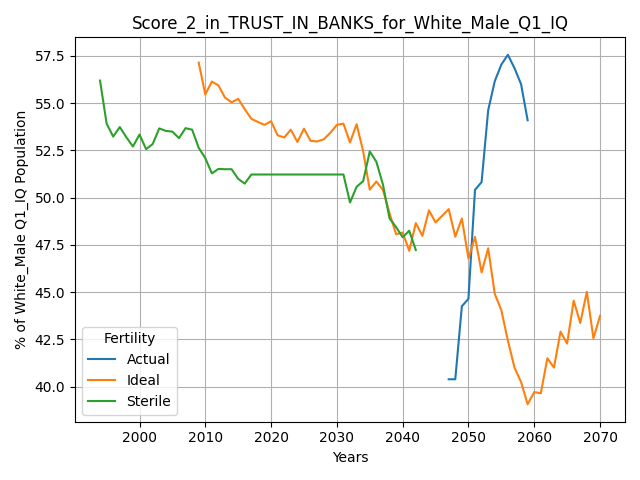 Score_2_in_TRUST_IN_BANKS_for_White_Male_Q1_IQ
% of White_Male Q1_IQ Population
57.5
55.0
52.5
50.0
47.5
45.0
42.5
40.0
Fertility
Actual
Ideal
Sterile
2000 2010 2020 2030 2040 2050 2060 2070
Years